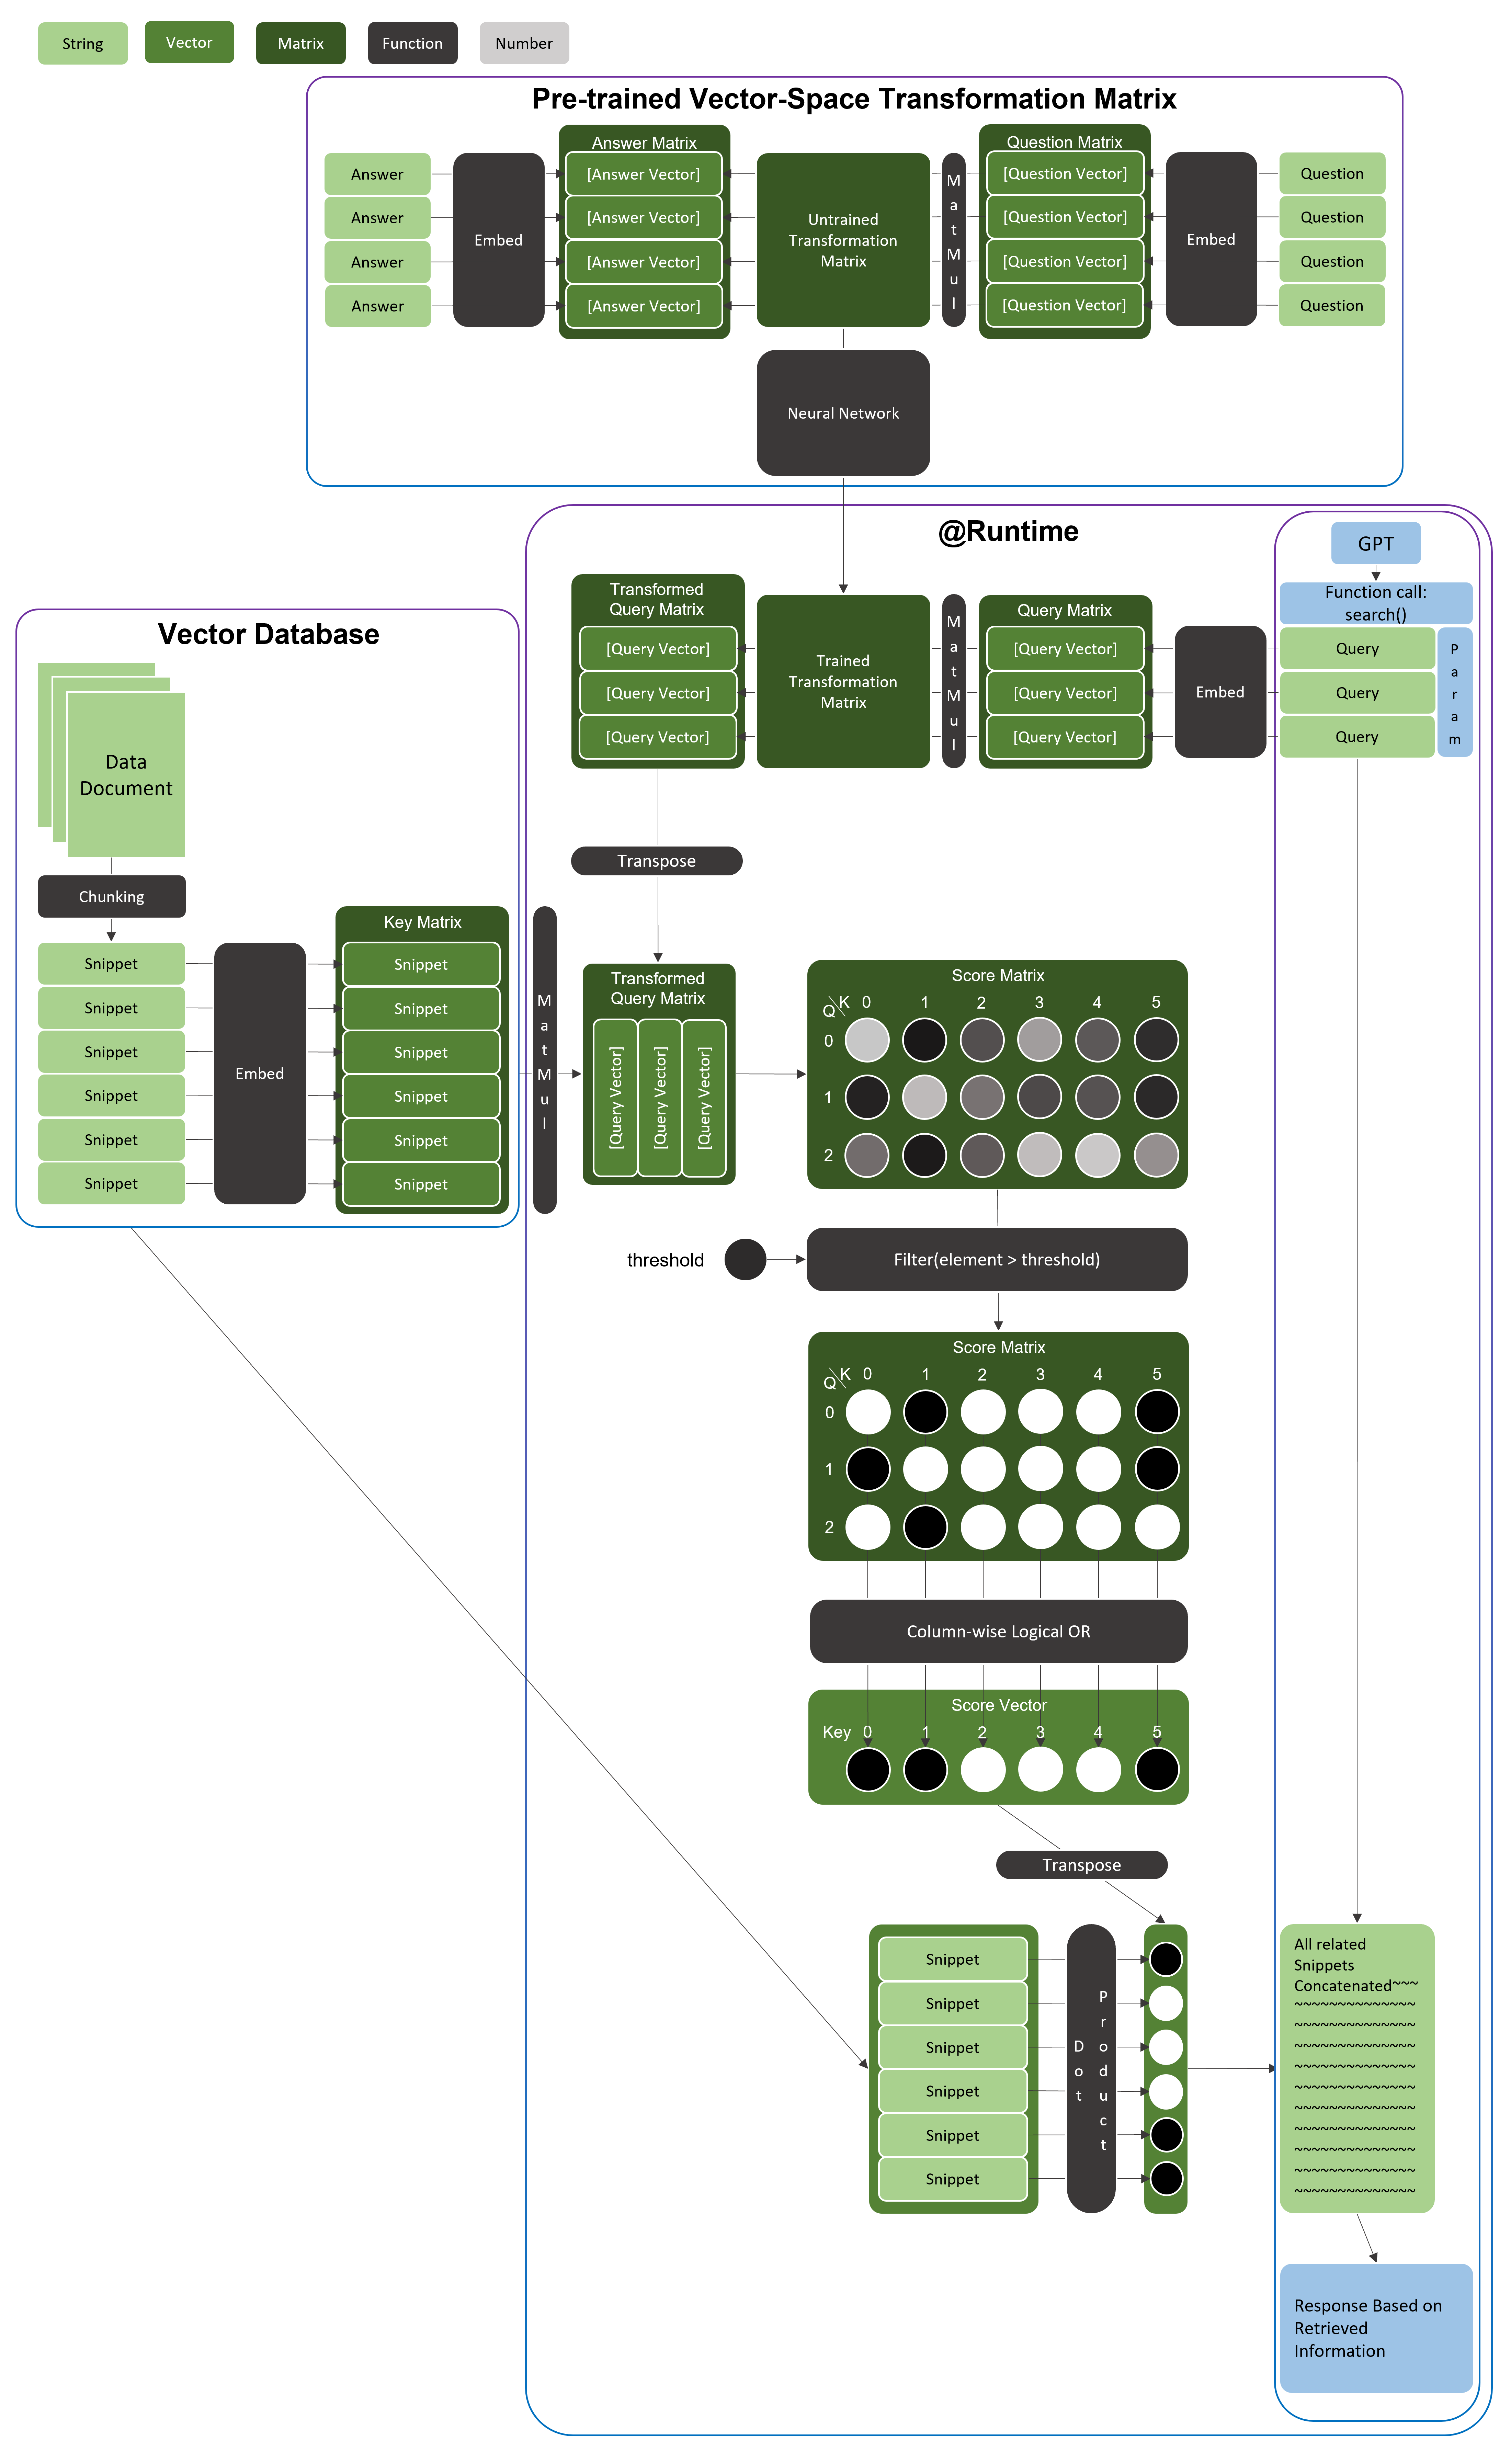 String
Vector
Matrix
Function
Number
Pre-trained Vector-Space Transformation Matrix
Answer
Answer
Answer
Answer
Embed
Answer Matrix
[Answer Vector]
[Answer Vector]
[Answer Vector]
[Answer Vector]
Untrained
Transformation
Matrix
MatMul
Question Matrix
[Question Vector]
[Question Vector]
[Question Vector]
[Question Vector]
Embed
Question
Question
Question
Question
Neural Network
@Runtime
GPT
Function call:
search()
Query
Query
Query
Param
Embed
Query Matrix
[Query Vector]
[Query Vector]
[Query Vector]
MatMul
Trained
Transformation
Matrix
Transformed
Query Matrix
[Query Vector]
[Query Vector]
[Query Vector]
Transpose
Vector Database
Data
Document
Chunking
Snippet
Snippet
Snippet
Snippet
Snippet
Snippet
Embed
Key Matrix
Snippet
Snippet
Snippet
Snippet
Snippet
Snippet
MatMul
Transformed
Query Matrix
[Query Vector]
[Query Vector]
[Query Vector]
Score Matrix
Q\K 0 1 2 3 4 5
0
1
2
threshold
Filter(element > threshold)
Score Matrix
Q\K 0 1 2 3 4 5
0
1
2
Column-wise Logical OR
Score Vector
Key 0 1 2 3 4 5
Transpose
Snippet
Snippet
Snippet
Snippet
Snippet
Snippet
Dot
Product
All related
Snippets
Concatenated~~~
~~~~~~~~~~~~~~
~~~~~~~~~~~~~~
~~~~~~~~~~~~~~
~~~~~~~~~~~~~~
~~~~~~~~~~~~~~
~~~~~~~~~~~~~~
~~~~~~~~~~~~~~
~~~~~~~~~~~~~~
~~~~~~~~~~~~~~
~~~~~~~~~~~~~~
Response Based on
Retrieved
Information